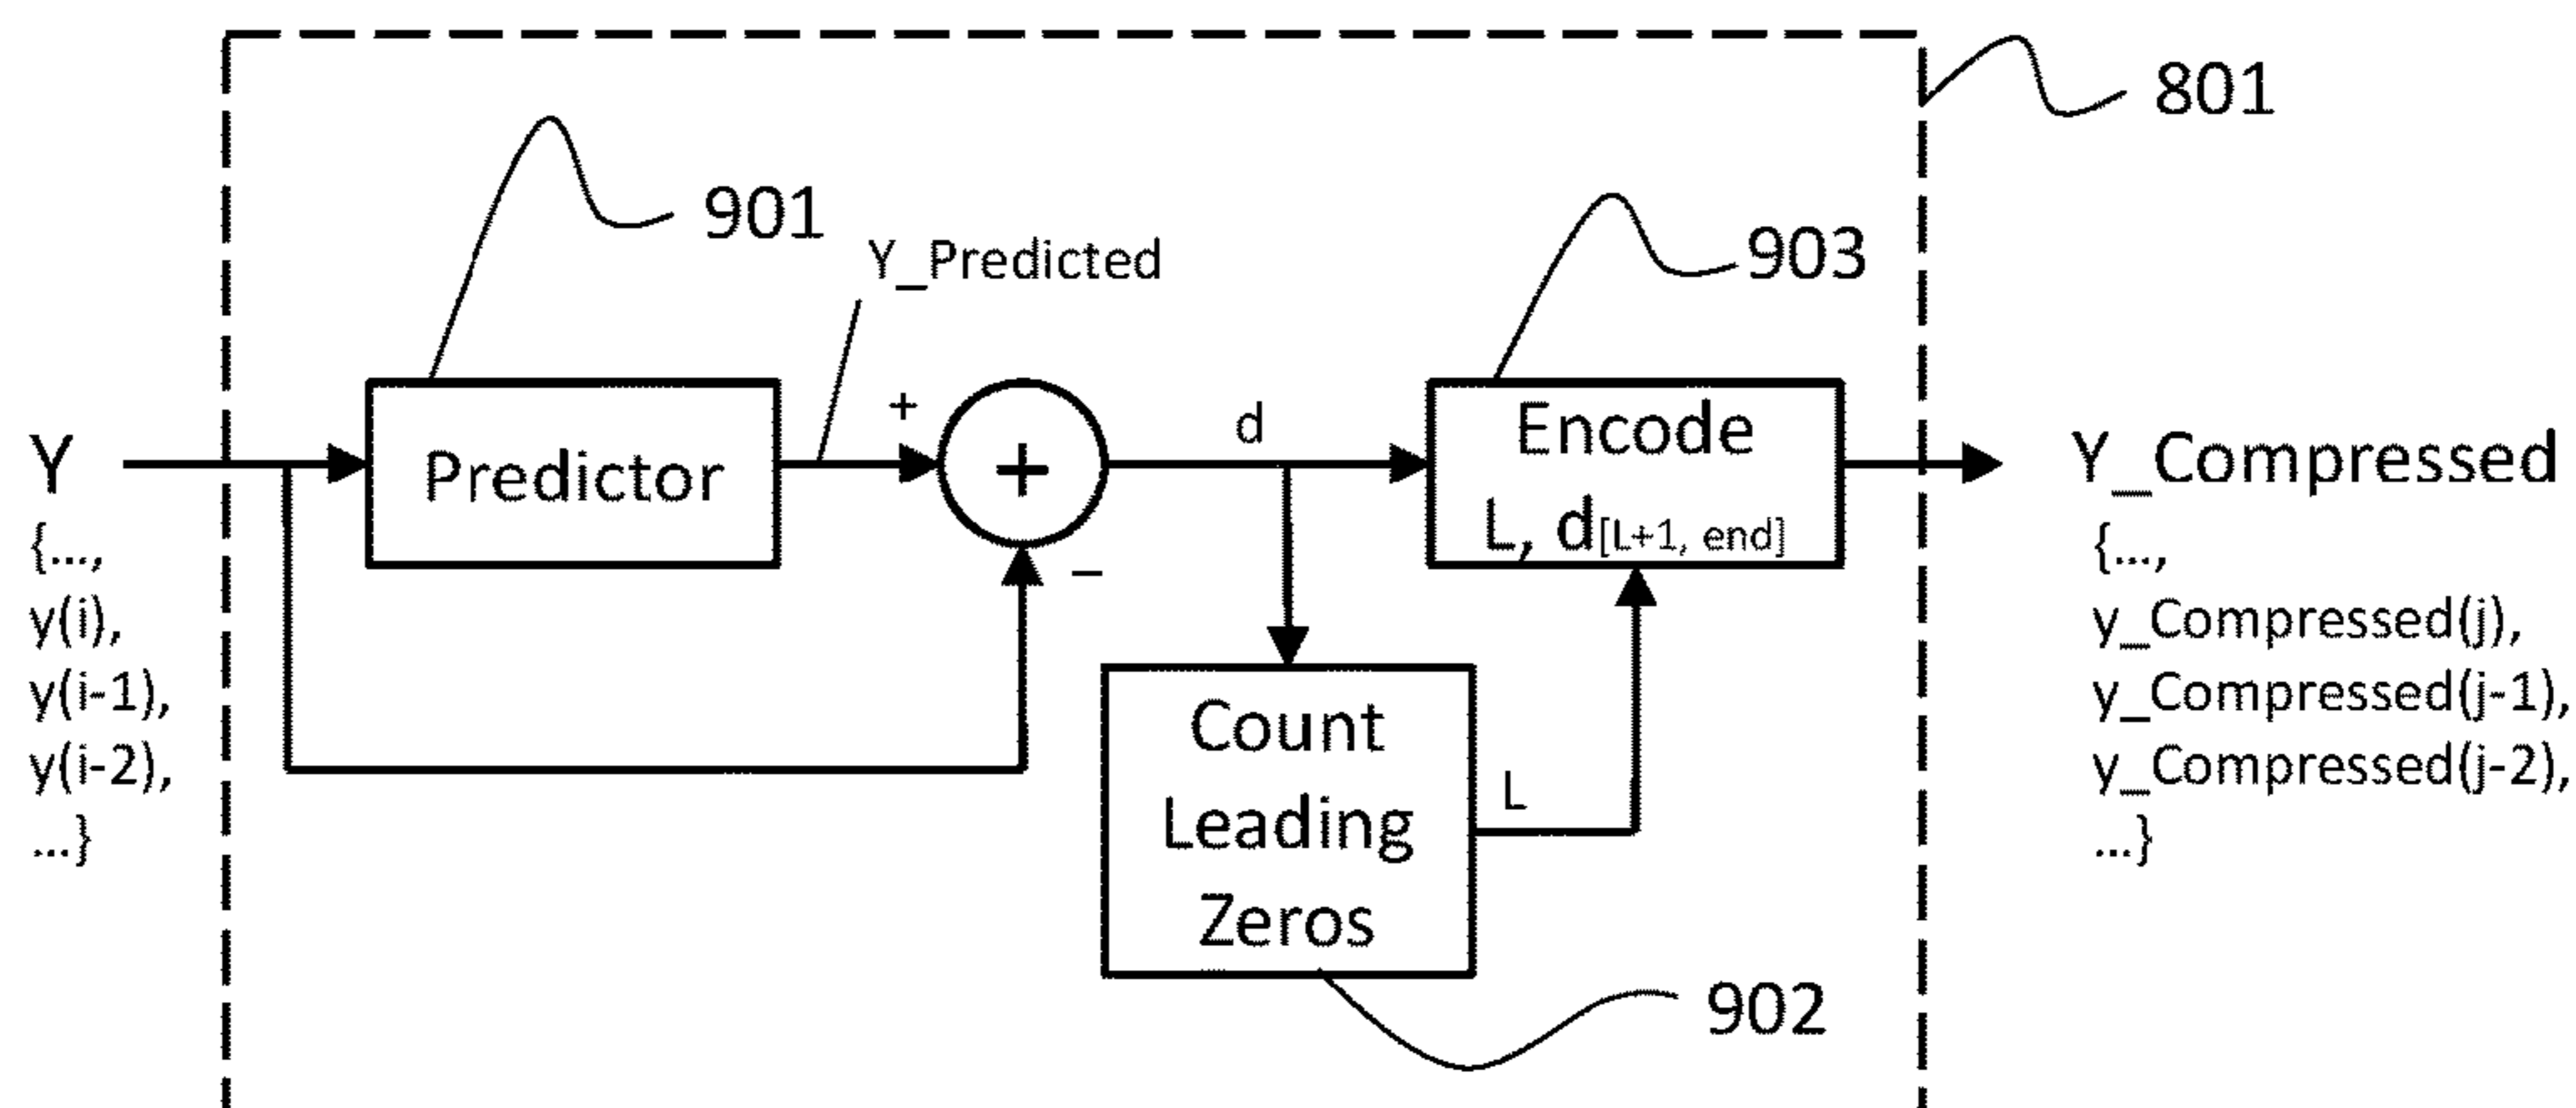 801
901
Y_Predicted
903
+
d
Y
Predictor
+
Encode
L, d[L+1, end]
Y_Compressed
{...,
y(i),
y(i-1),
y(i-2),
...}
–
Count
Leading
Zeros
L
{...,
y_Compressed(j),
y_Compressed(j-1),
y_Compressed(j-2),
...}
902